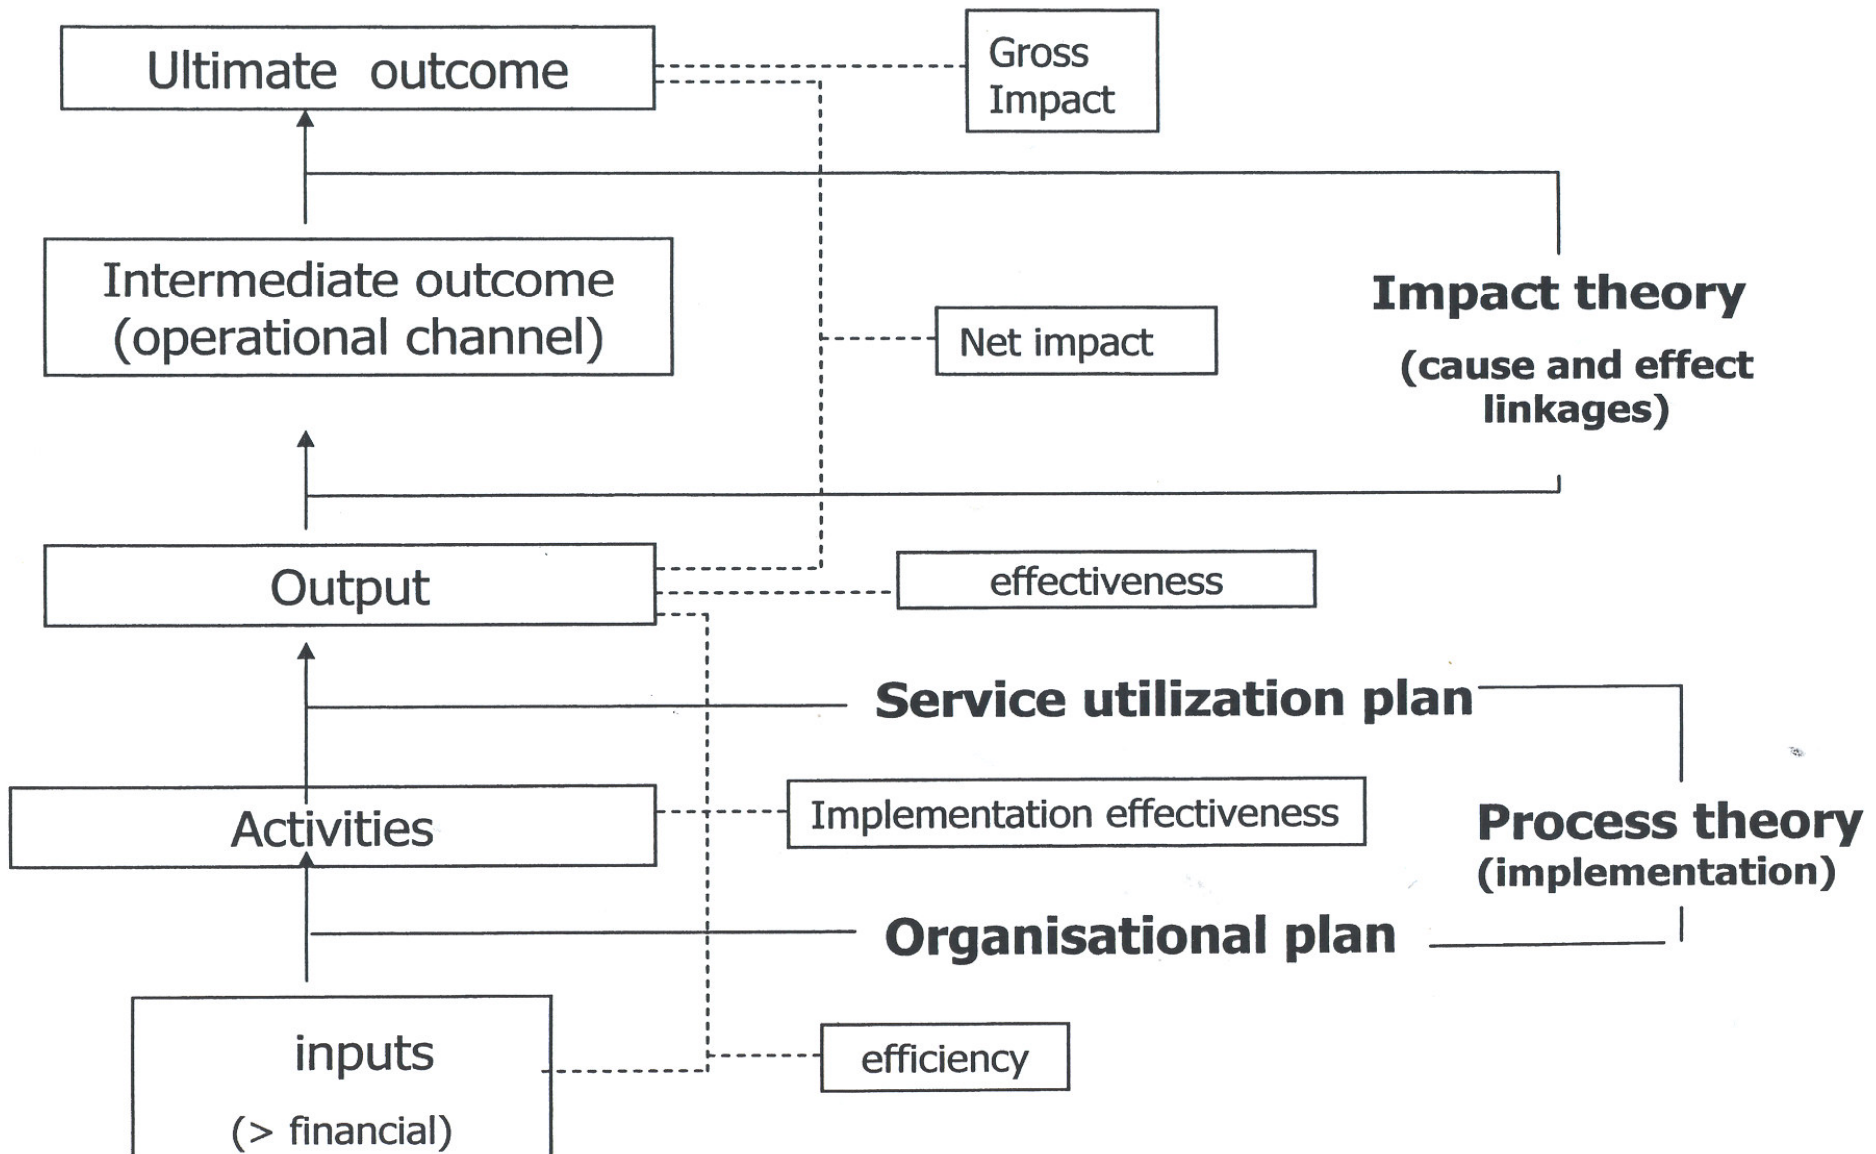 Ultimate outcome
Gross
Impact
Intermediate outcome
(operational channel)
Net impact
Impact theory
(cause and effect
linkages)
Output
effectiveness
Service utilization plan
Activities
Implementation effectiveness
Process theory
(implementation)
Organisational plan
inputs
(> financial)
efficiency